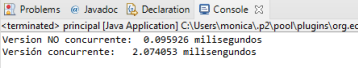 Problems @ Javadoc Declaration Console
<terminated> principal [Java Application] C:\Users\monica\.p2\pool\plugins\org.ec
Version NO concurrente: 0.095926 milisegundos
Versión concurrente: 2.074053 milisengundos